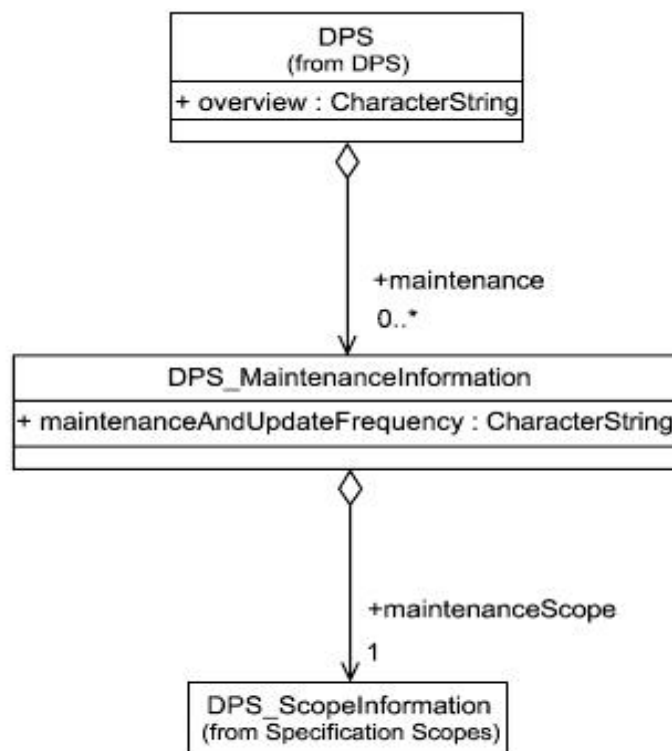 DPS
(from DPS)
+ overview : CharacterString
+maintenance
0..*
DPS_MaintenanceInformation
+ maintenanceAndUpdateFrequency : CharacterString
+maintenanceScope
1
DPS_ScopeInformation
(from Specification Scopes)